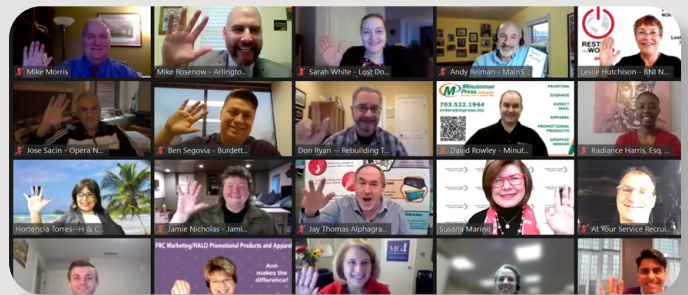 Mike Morris
Mike Rosenow - Arlingto...
Sarah White - Lost Do...
Andy Reiman - MainS...
Leslie Hutchison - BNI N...
Jose Sacin - Opera N...
Ben Segovia - Burdett...
Don Ryan -- Rebuilding T...
Minuteman
Press
703.522.1944
PRINTING
SIGNAGE
DIRECT
MAIL
APPAREL
PROMOTIONAL
PRODUCTS
GRAPHIC
DESIGN
David Rowley - Minut...
Radiance Harris, Esq. ...
Hortencia Torres--H & C...
Jamie Nicholas - Jami...
Jay Thomas Alphagra...
Susana Marino
At Your Service Recrui...
FRC Marketing/HALO Promotional Products and Apparel
Ann
makes the
difference!